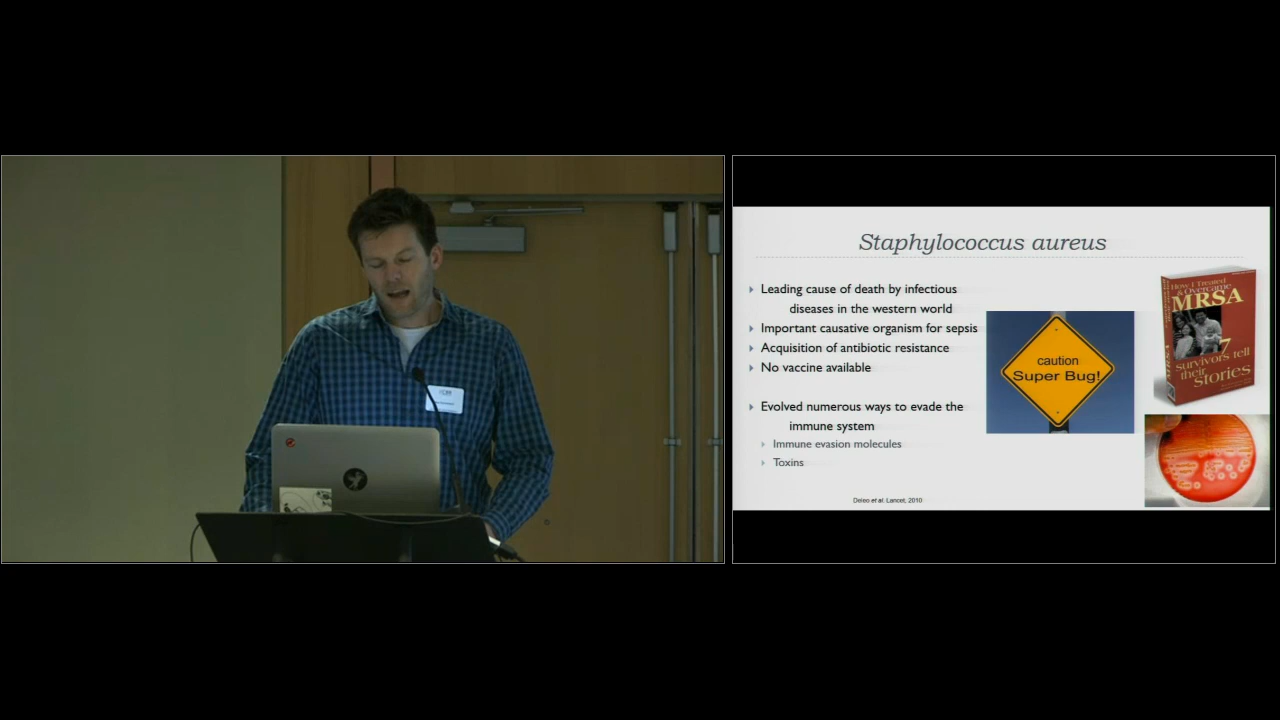 Staphylococcus aureus
Leading cause of death by infectious
diseases in the western world
Important causative organism for sepsis
Acquisition of antibiotic resistance
No vaccine available
Evolved numerous ways to evade the
immune system
Immune evasion molecules
Toxins
Deleo et al. Lancet, 2010
caution
Super Bug!
How I Treated
& Overcame
MRSA
7
survivors tell
their
Stories
MRSA